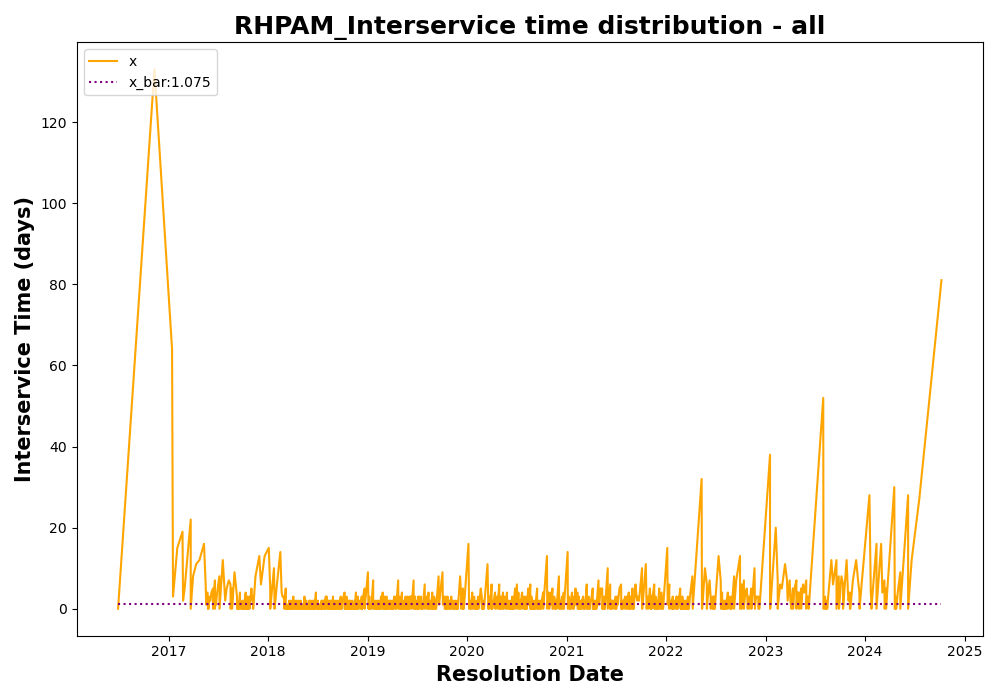 RHPAM_Interservice time distribution - all
x
x_bar:1.075
Interservice Time (days)
120
100
80
60
40
20
0
2017 2018 2019 2020 2021 2022 2023 2024 2025
Resolution Date